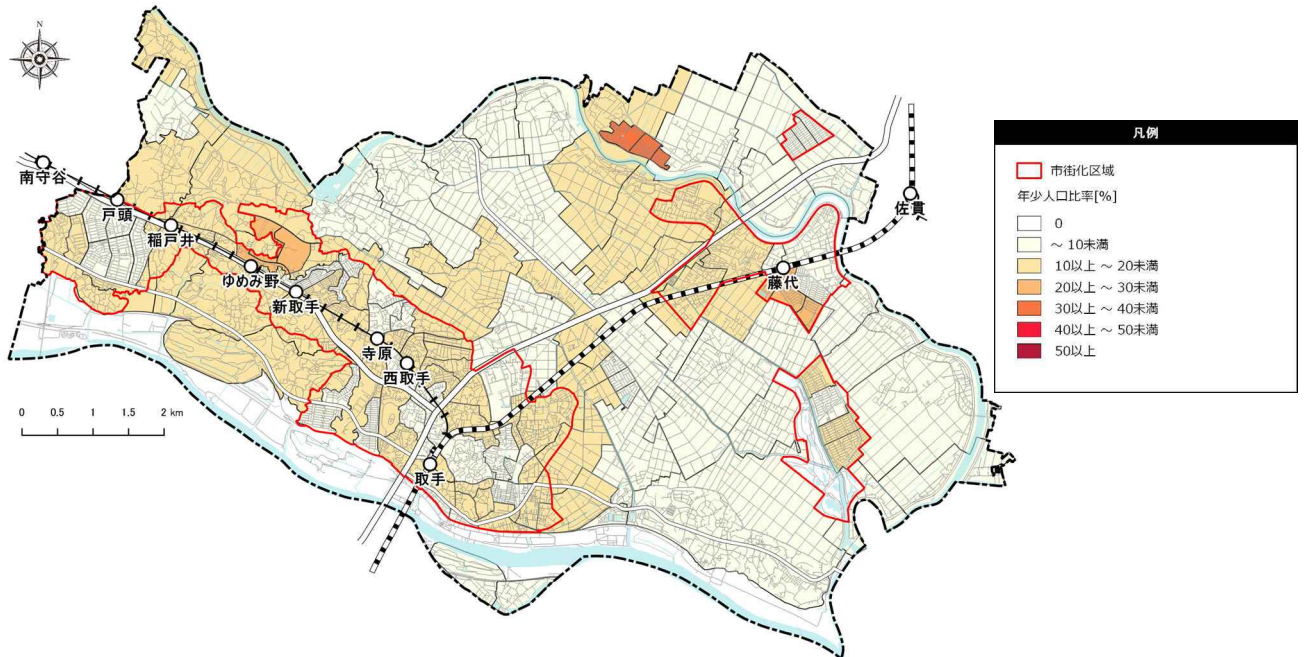 N
南守谷
戸頭
稲戸井
ゆめみ野
新取手
寺原
西取手
取手
藤代
佐貫
0 0.5 1 1.5 2 km
凡例
市街化区域
年少人口比率[%]
0
～ 10未満
10以上 ～ 20未満
20以上 ～ 30未満
30以上 ～ 40未満
40以上 ～ 50未満
50以上